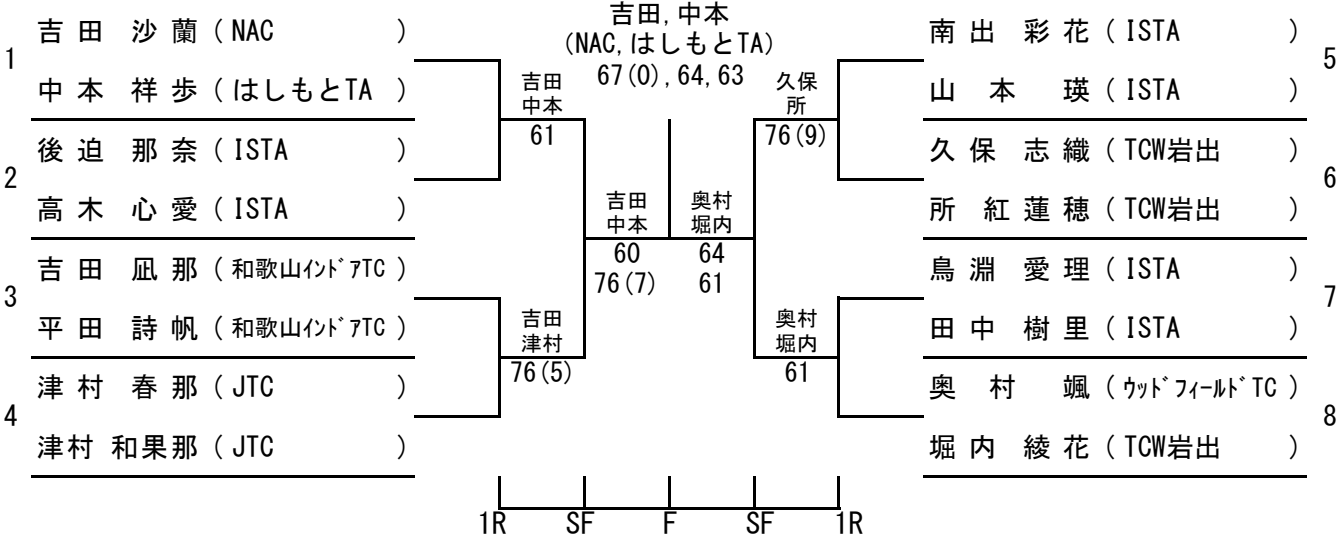 吉田, 中本
(NAC, はしもとTA)
67(0), 64, 63
1
吉田 沙蘭 ( NAC )
中本 祥歩 ( はしもとTA )
2
後迫 那奈 ( ISTA )
高木 心愛 ( ISTA )
3
吉田 凪那 ( 和歌山ｲﾝﾄﾞｱTC )
平田 詩帆 ( 和歌山ｲﾝﾄﾞｱTC )
4
津村 春那 ( JTC )
津村 和果那 ( JTC )
吉田
中本
61
吉田
津村
76(5)
吉田
中本
60
76(7)
奥村
堀内
64
61
久保
所
76(9)
奥村
堀内
61
南出 彩花 ( ISTA )
山本 瑛 ( ISTA )
5
久保 志織 ( TCW岩出 )
所 紅蓮穂 ( TCW岩出 )
6
鳥淵 愛理 ( ISTA )
田中 樹里 ( ISTA )
7
奥村 颯 ( ｳｯﾄﾞﾌｨｰﾙﾄﾞTC )
堀内 綾花 ( TCW岩出 )
8
1R SF F SF 1R